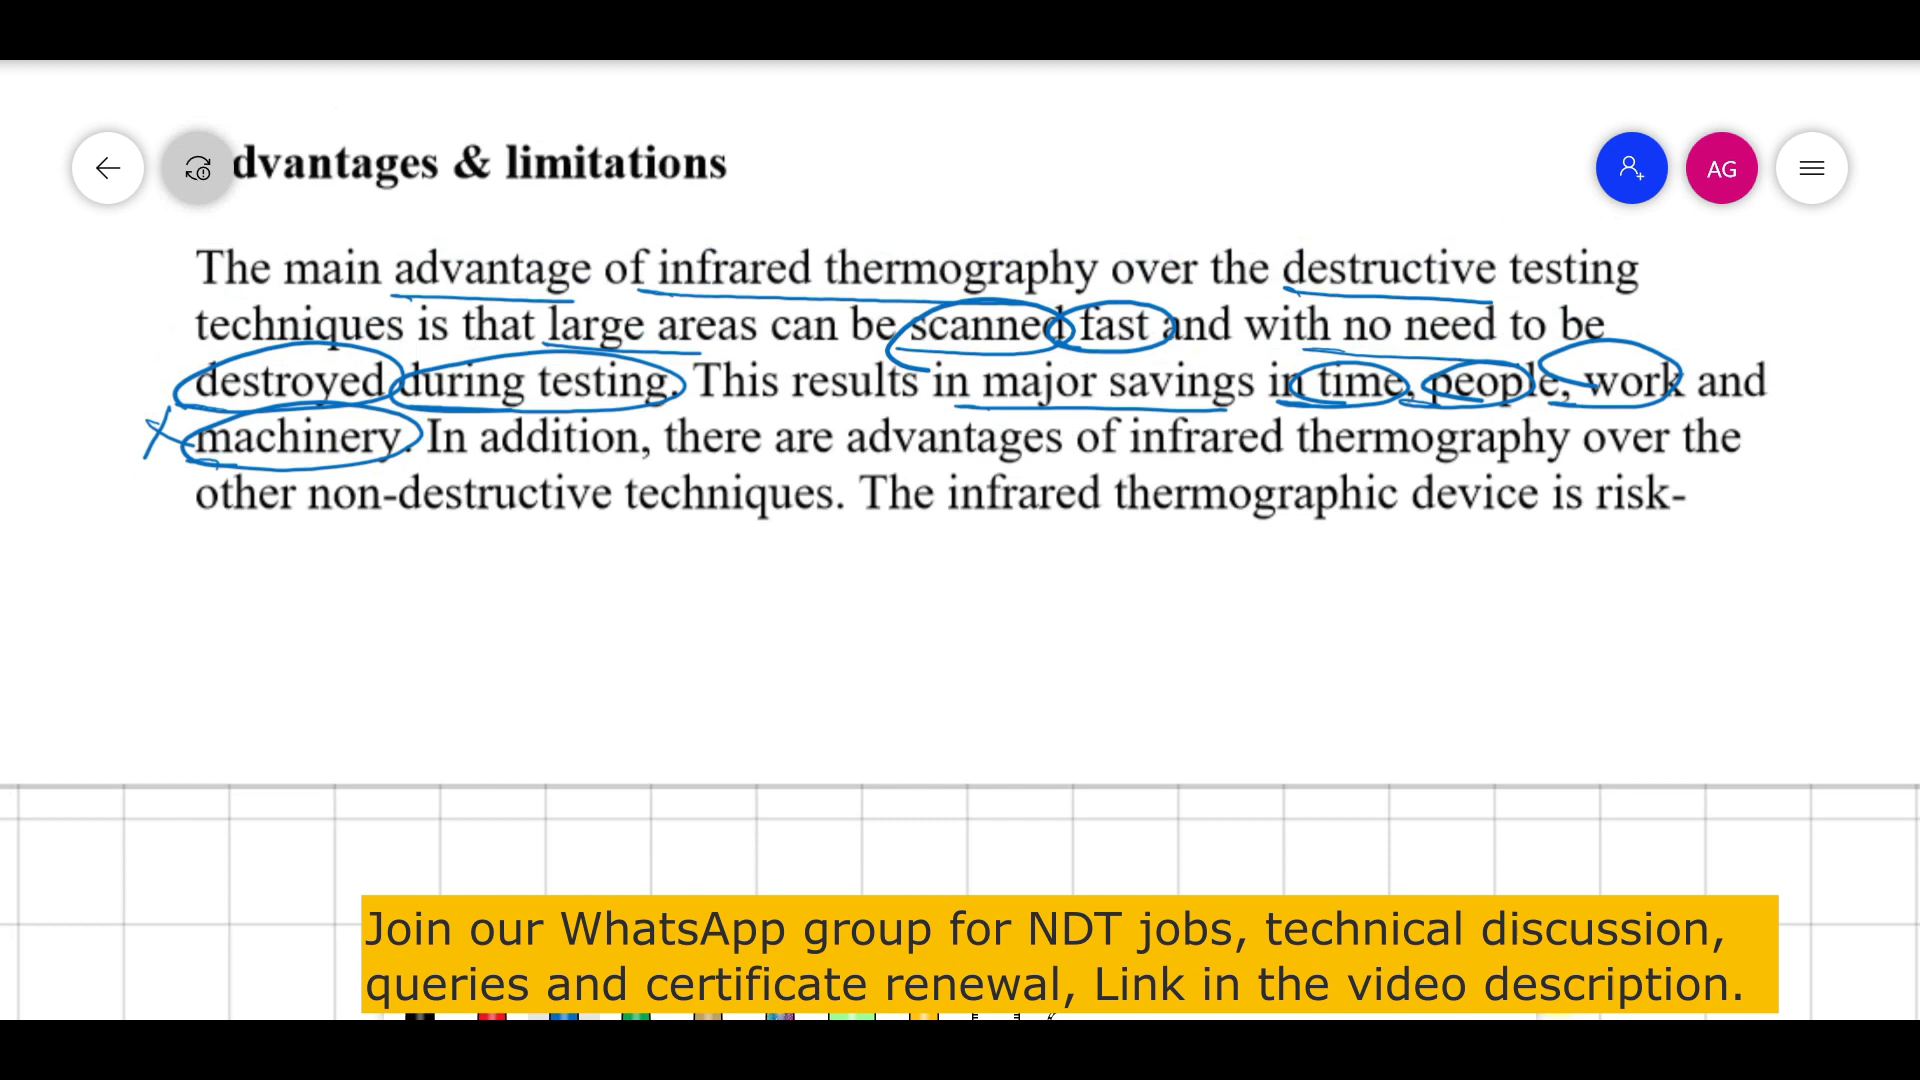 dvantages & limitations
AG
The main advantage of infrared thermography over the destructive testing
techniques is that large areas can be scanned fast and with no need to be
destroyed during testing. This results in major savings in time, people, work and
machinery. In addition, there are advantages of infrared thermography over the
other non-destructive techniques. The infrared thermographic device is risk-
Join our WhatsApp group for NDT jobs, technical discussion,
queries and certificate renewal, Link in the video description.